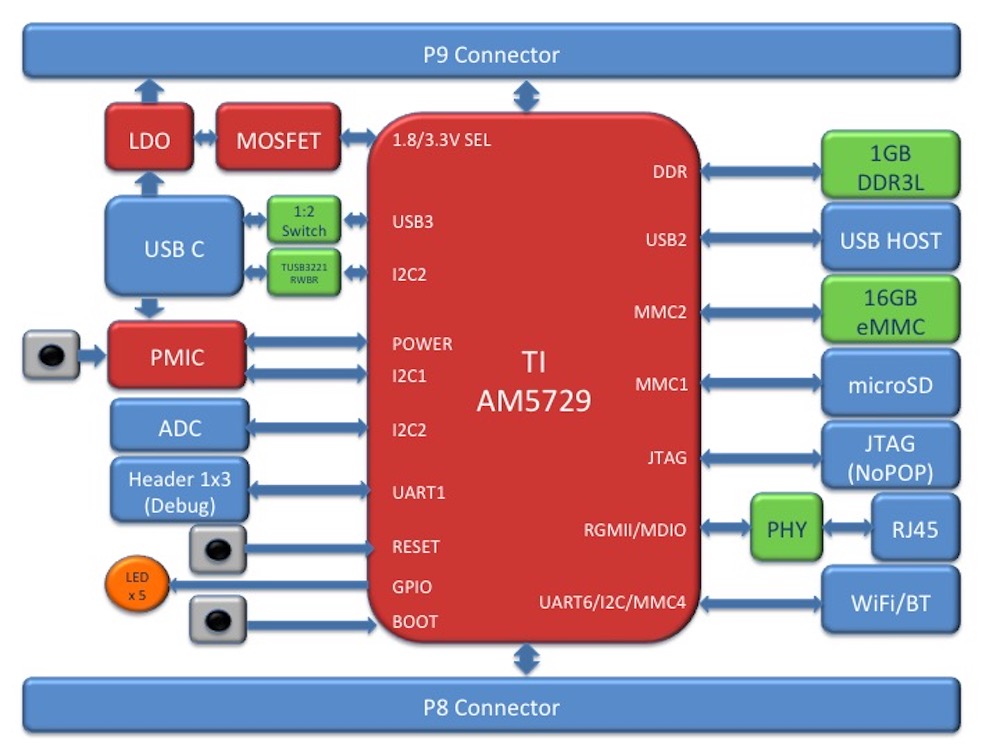 P9 Connector
LDO
MOSFET
1.8/3.3V SEL
DDR
1GB
DDR3L
USB C
1:2
Switch
USB3
USB2
USB HOST
TUSB3221
RWBR
I2C2
MMC2
16GB
eMMC
PMIC
POWER
I2C1
TI
AM5729
MMC1
microSD
ADC
I2C2
JTAG
JTAG
(NoPOP)
Header 1x3
(Debug)
UART1
RGMII/MDIO
PHY
RJ45
RESET
LED
x 5
GPIO
BOOT
UART6/I2C/MMC4
WiFi/BT
P8 Connector